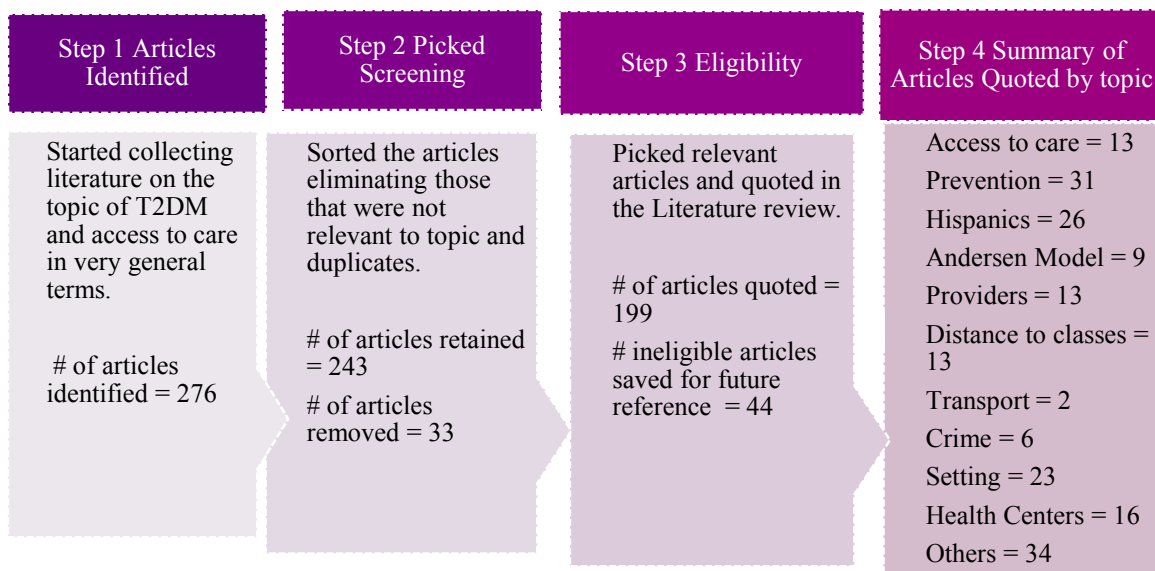 Step 1 Articles
Identified
Started collecting
literature on the
topic of T2DM
and access to care
in very general
terms.
# of articles
identified = 276
Step 2 Picked
Screening
Sorted the articles
eliminating those
that were not
relevant to topic and
duplicates.
# of articles retained
= 243
# of articles
removed = 33
Step 3 Eligibility
Picked relevant
articles and quoted in
the Literature review.
# of articles quoted =
199
# ineligible articles
saved for future
reference = 44
Step 4 Summary of
Articles Quoted by topic
Access to care = 13
Prevention = 31
Hispanics = 26
Andersen Model = 9
Providers = 13
Distance to classes =
13
Transport = 2
Crime = 6
Setting = 23
Health Centers = 16
Others = 34